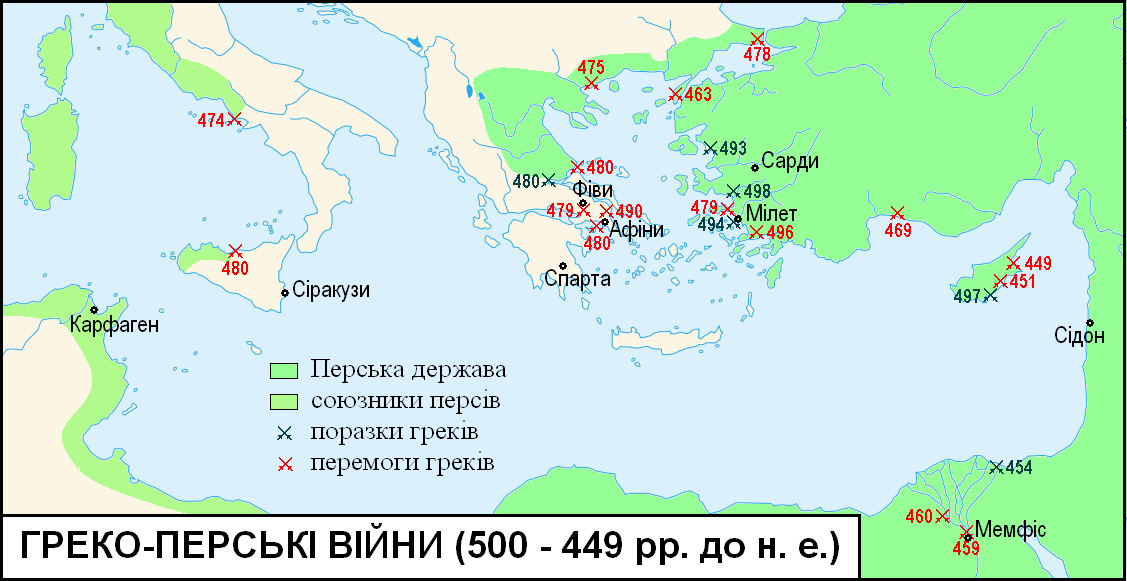 478
475
463
474
493
Сарди
480
480
498
Фіви
479
490
479
Мілет
494
Афіни
496
469
480
480
449
Спарта
451
Сіракузи
497
Карфаген
Сідон
Перська держава
союзники персів
поразки греків
перемоги греків
454
460
Мемфіс
459
ГРЕКО-ПЕРСЬКІ ВІЙНИ (500 - 449 рр. до н. е.)